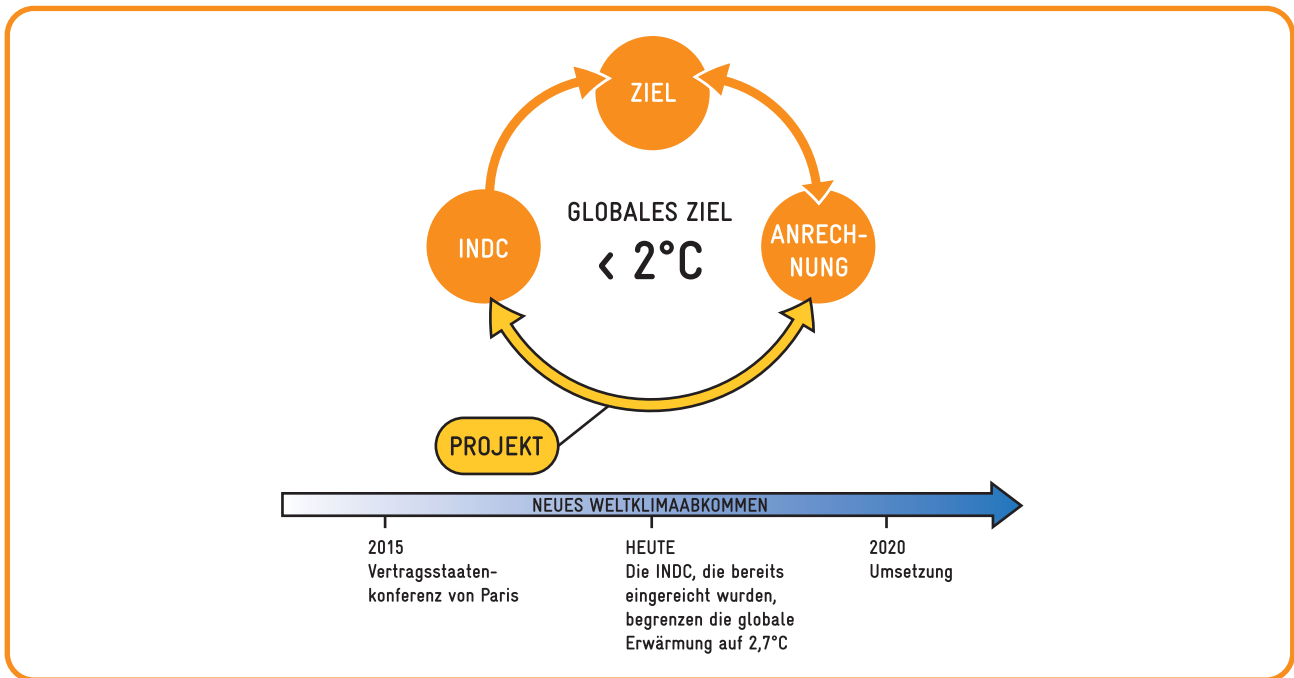 ZIEL
GLOBALES ZIEL
< 2°C
INDC
ANRECH-
NUNG
PROJEKT
NEUES WELTKLIMAABKOMMEN
2015
Vertragsstaaten-
konferenz von Paris
HEUTE
Die INDC, die bereits
eingereicht wurden,
begrenzen die globale
Erwärmung auf 2,7°C
2020
Umsetzung